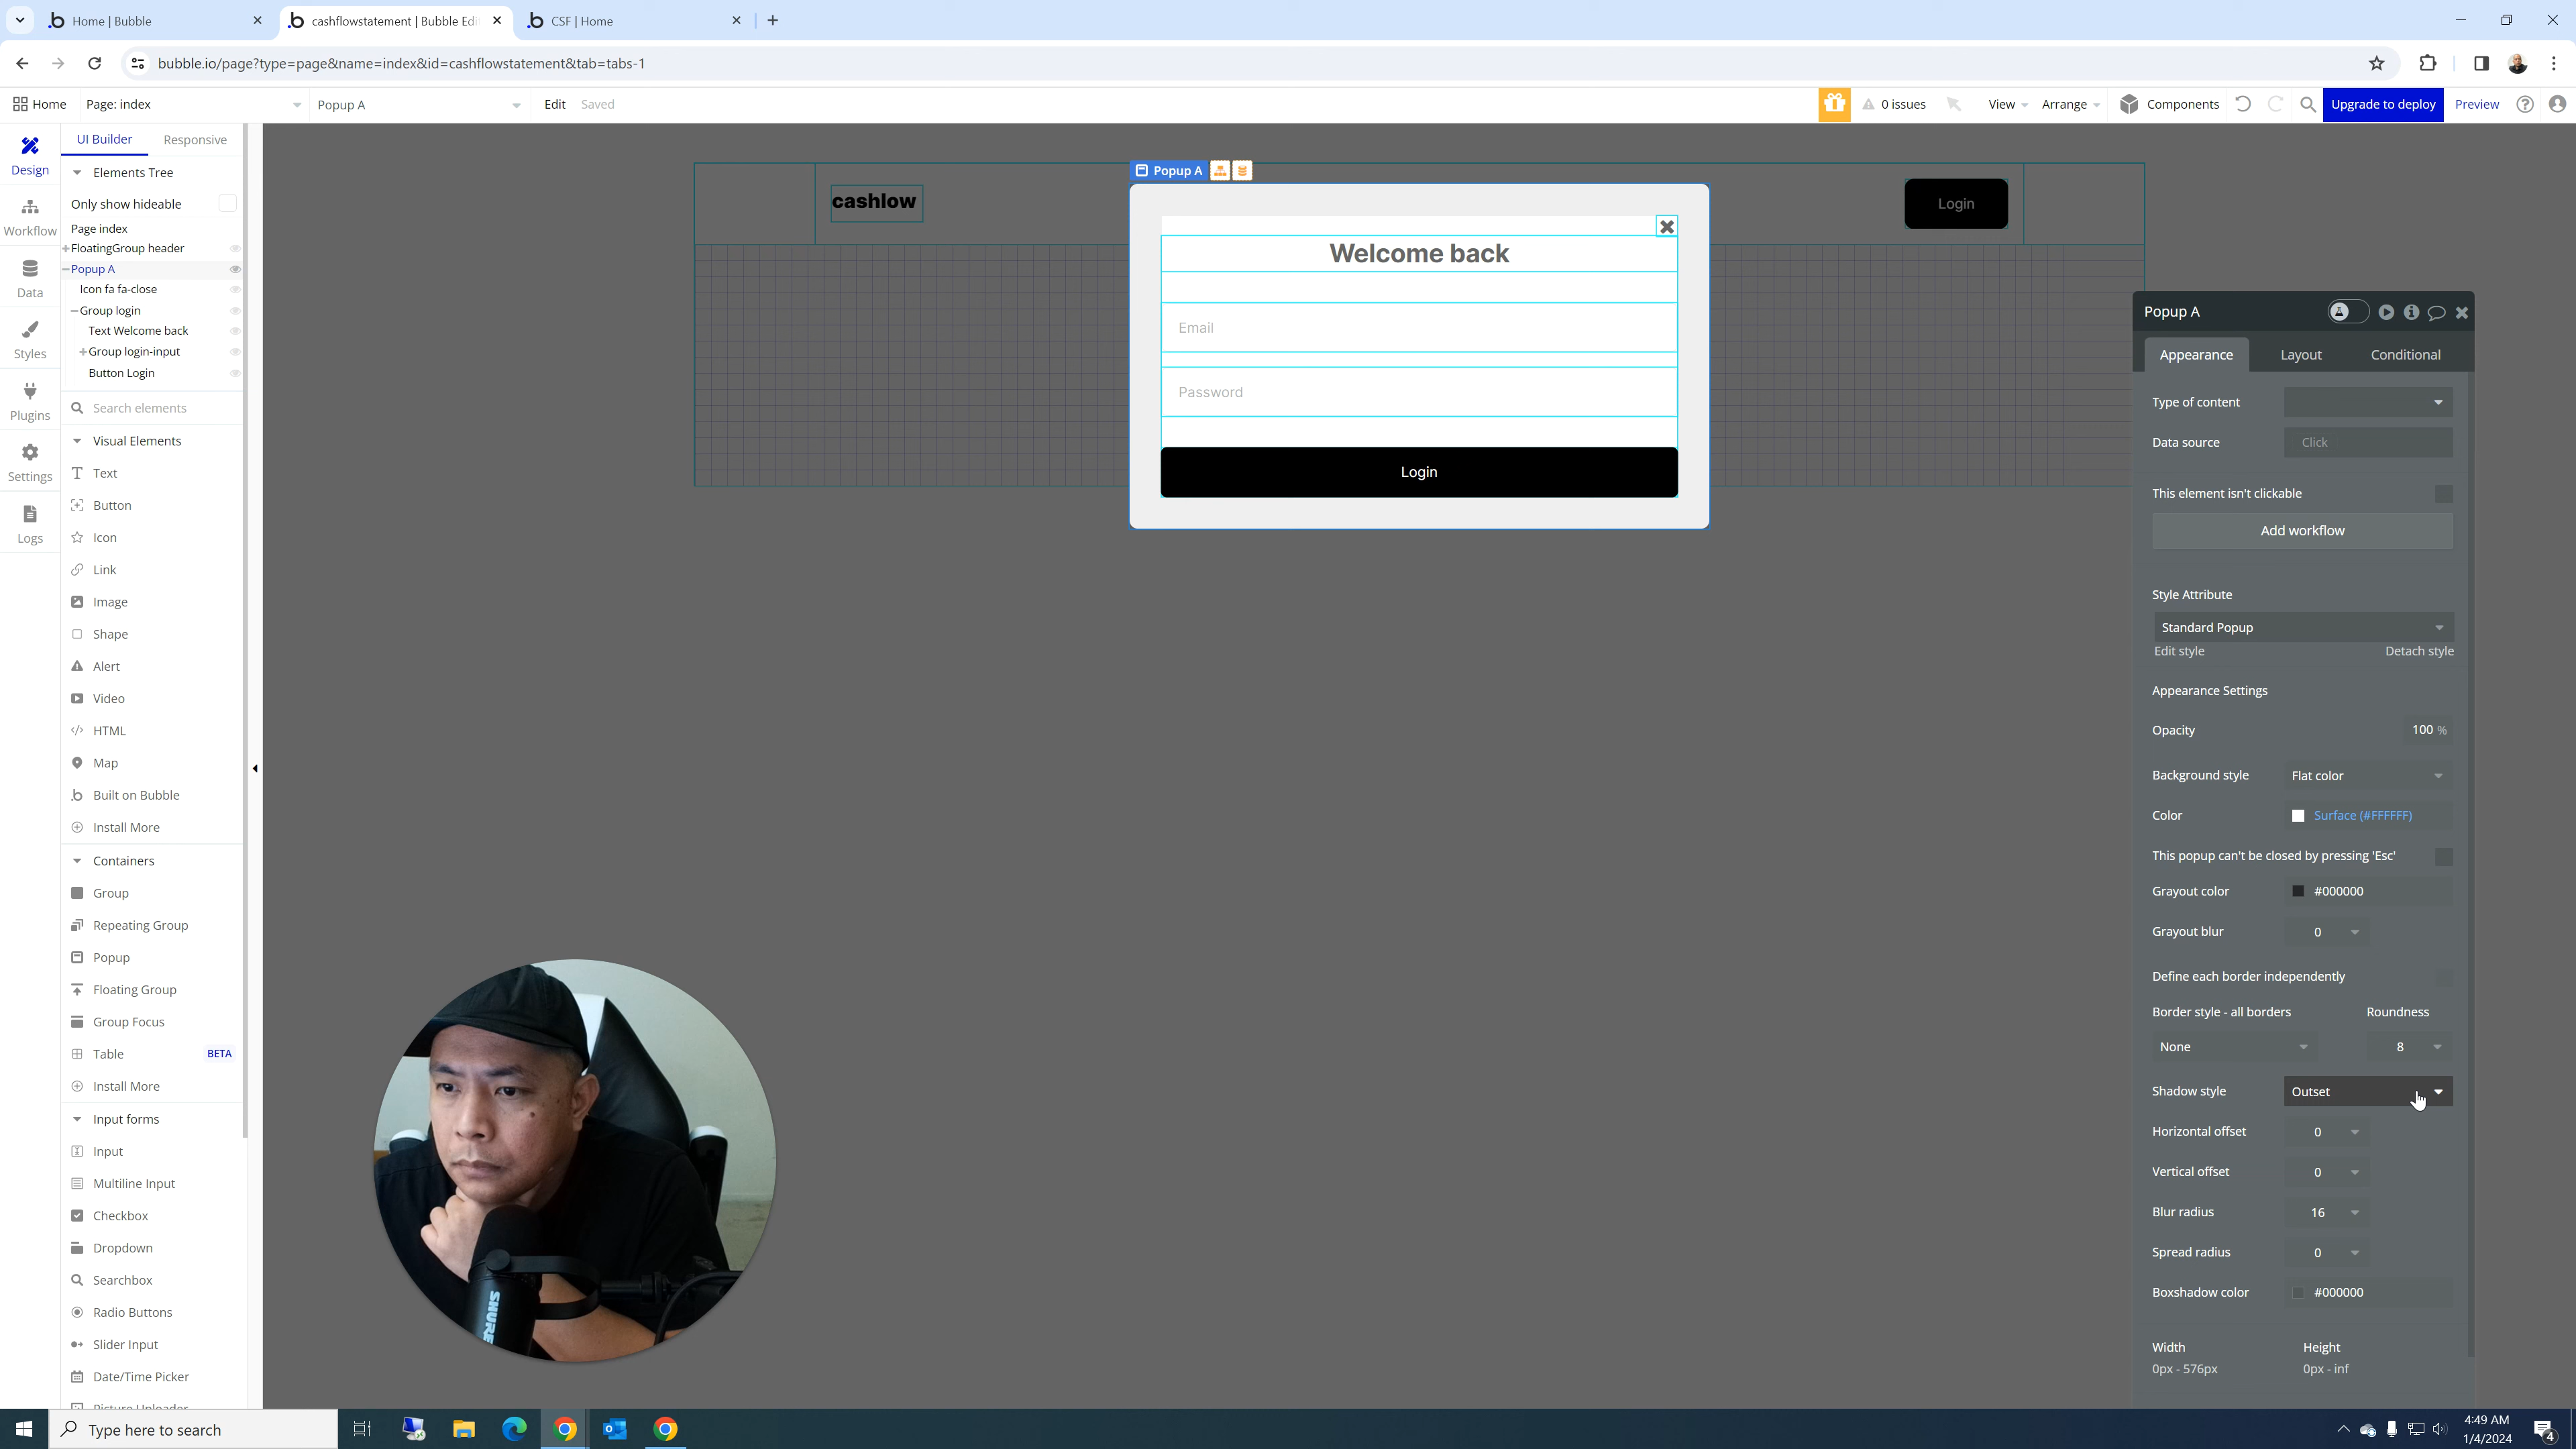 Home | Bubble
cashflowstatement | Bubble Edi
CSF | Home
bubble.io/page?type=page&name=index&id=cashflowstatement&tab=tabs-1
Home
Page: index
Popup A
Edit
Saved
0 issues
View
Arrange
Components
Upgrade to deploy
Preview
Design
Workflow
Data
Styles
Plugins
Settings
Logs
UI Builder
Responsive
Elements Tree
Only show hideable
Page index
FloatingGroup header
Popup A
Icon fa fa-close
Group login
Text Welcome back
Group login-input
Button Login
Search elements
Visual Elements
Text
Button
Icon
Link
Image
Shape
Alert
Video
HTML
Map
Built on Bubble
Install More
Containers
Group
Repeating Group
Popup
Floating Group
Group Focus
Table BETA
Install More
Input forms
Input
Multiline Input
Checkbox
Dropdown
Searchbox
Radio Buttons
Slider Input
Date/Time Picker
Picture Uploader
cashlow
Login
Popup A
Welcome back
Email
Password
Login
SHURE
Popup A
Appearance
Layout
Conditional
Type of content
Data source
Click
This element isn't clickable
Add workflow
Style Attribute
Standard Popup
Edit style
Detach style
Appearance Settings
Opacity
100 %
Background style
Flat color
Color
Surface (#FFFFFF)
This popup can't be closed by pressing 'Esc'
Grayout color
#000000
Grayout blur
0
Define each border independently
Border style - all borders
Roundness
None
8
Shadow style
Outset
Horizontal offset
0
Vertical offset
0
Blur radius
16
Spread radius
0
Boxshadow color
#000000
Width
Height
0px - 576px
0px - inf
Type here to search
4:49 AM
1/4/2024
4